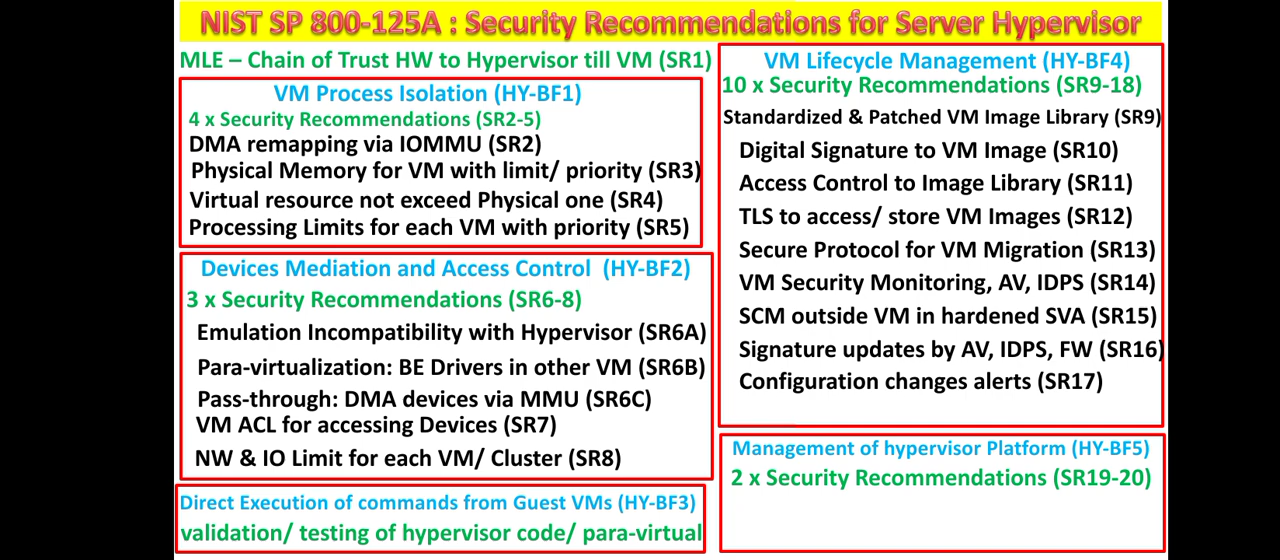 NIST SP 800-125A : Security Recommendations for Server Hypervisor
MLE – Chain of Trust HW to Hypervisor till VM (SR1)
VM Process Isolation (HY-BF1)
4 x Security Recommendations (SR2-5)
DMA remapping via IOMMU (SR2)
Physical Memory for VM with limit/ priority (SR3)
Virtual resource not exceed Physical one (SR4)
Processing Limits for each VM with priority (SR5)
Devices Mediation and Access Control (HY-BF2)
3 x Security Recommendations (SR6-8)
Emulation Incompatibility with Hypervisor (SR6A)
Para-virtualization: BE Drivers in other VM (SR6B)
Pass-through: DMA devices via MMU (SR6C)
VM ACL for accessing Devices (SR7)
NW & IO Limit for each VM/ Cluster (SR8)
Direct Execution of commands from Guest VMs (HY-BF3)
validation/ testing of hypervisor code/ para-virtual
VM Lifecycle Management (HY-BF4)
10 x Security Recommendations (SR9-18)
Standardized & Patched VM Image Library (SR9)
Digital Signature to VM Image (SR10)
Access Control to Image Library (SR11)
TLS to access/ store VM Images (SR12)
Secure Protocol for VM Migration (SR13)
VM Security Monitoring, AV, IDPS (SR14)
SCM outside VM in hardened SVA (SR15)
Signature updates by AV, IDPS, FW (SR16)
Configuration changes alerts (SR17)
Management of hypervisor Platform (HY-BF5)
2 x Security Recommendations (SR19-20)